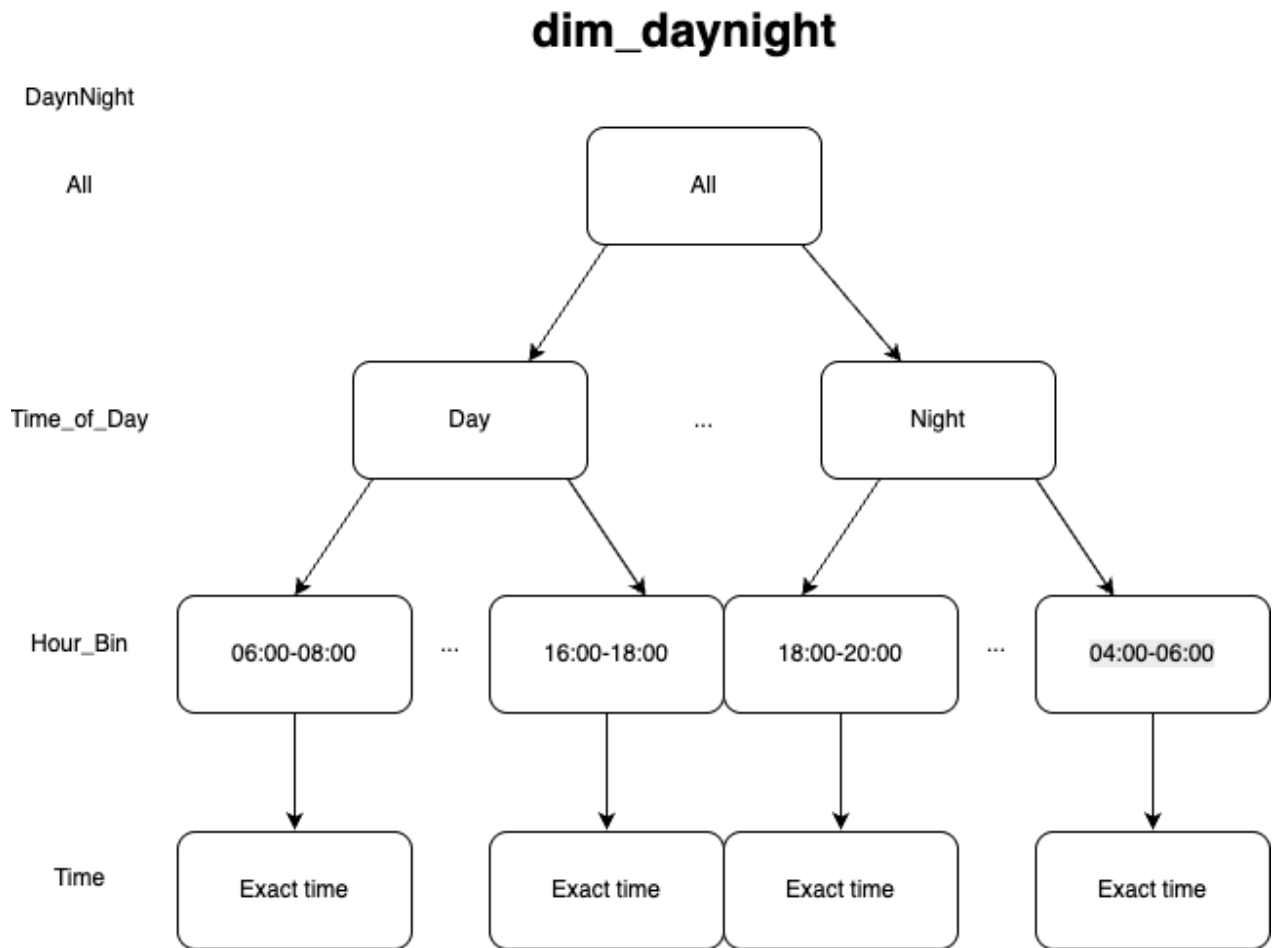 dim_daynight
DaynNight
All
All
Time_of_Day
Day
...
Night
Hour_Bin
06:00-08:00
...
16:00-18:00
18:00-20:00
...
04:00-06:00
Time
Exact time
Exact time
Exact time
Exact time